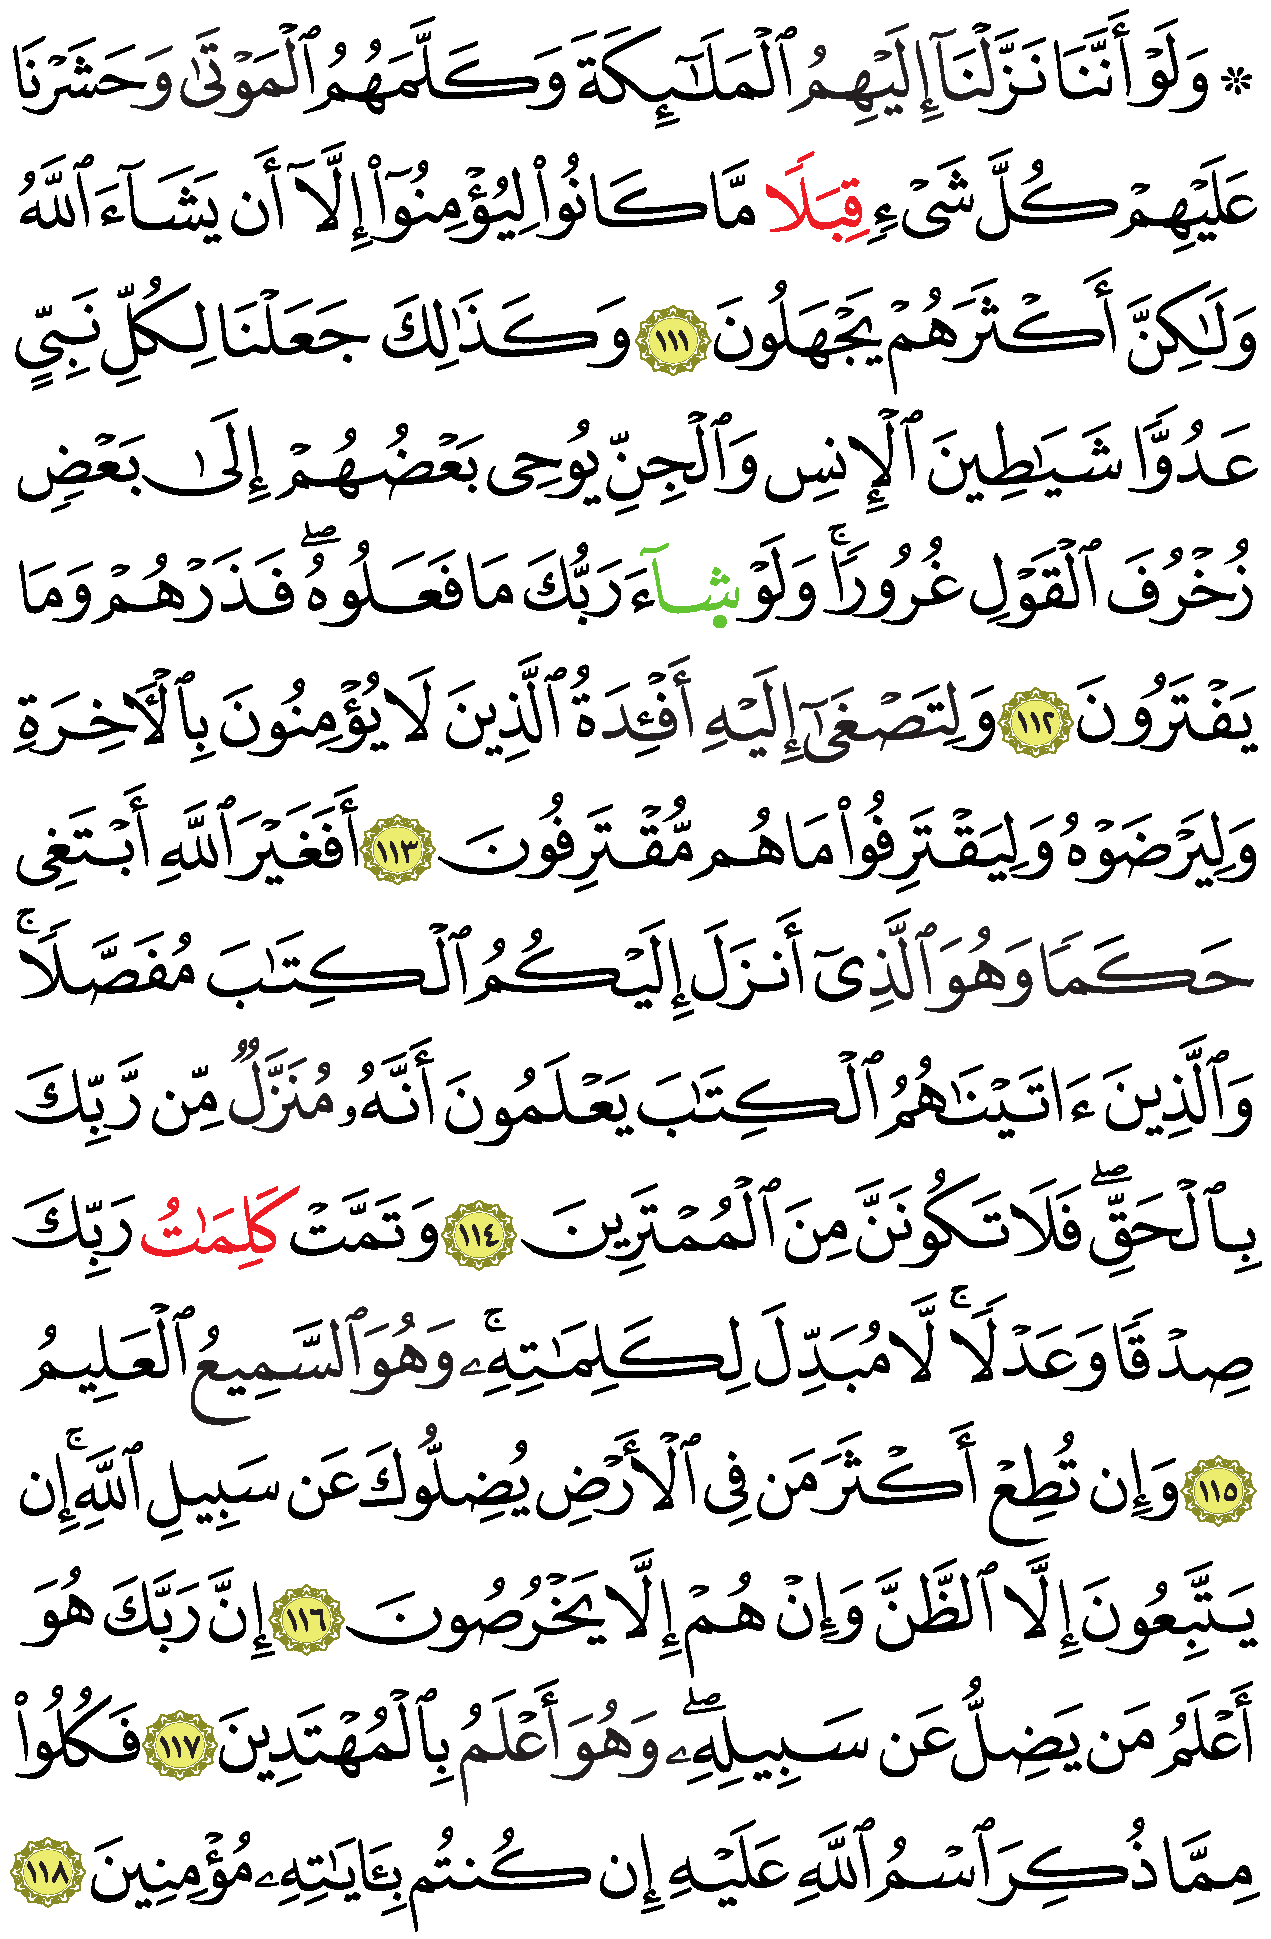 ۞ وَلَوۡ أَنَّنَا نَزَّلۡنَآ إِلَيۡهِمُ ٱلۡمَلَـٰٓئِكَةَ وَكَلَّمَهُمُ ٱلۡمَوۡتَىٰ وَحَشَرۡنَا
عَلَيۡهِمۡ كُلَّ شَىۡءٍ قِبَلًا مَّا كَانُواْ لِيُؤۡمِنُوٓاْ إِلَّآ أَن يَشَآءَ ٱللَّهُ
وَلَـٰكِنَّ أَكۡثَرَهُمۡ يَجۡهَلُونَ ١١١ وَكَذَٰلِكَ جَعَلۡنَا لِكُلِّ نَبِىٍّ
عَدُوًّا شَيَـٰطِينَ ٱلۡإِنسِ وَٱلۡجِنِّ يُوحِى بَعۡضُهُمۡ إِلَىٰ بَعۡضٍ
زُخۡرُفَ ٱلۡقَوۡلِ غُرُورًاۚ وَلَوۡ شآءَ رَبُّكَ مَا فَعَلُوهُۖ فَذَرۡهُمۡ وَمَا
يَفۡتَرُونَ ١١٢ وَلِتَصۡغَىٰٓ إِلَيۡهِ أَفۡـِٔدَةُ ٱلَّذِينَ لَا يُؤۡمِنُونَ بِٱلۡأٓخِرَةِ
وَلِيَرۡضَوۡهُ وَلِيَقۡتَرِفُواْ مَا هُم مُّقۡتَرِفُونَ ١١٣ أَفَغَيۡرَ ٱللَّهِ أَبۡتَغِى
حَكَمًا وَهُوَ ٱلَّذِىٓ أَنزَلَ إِلَيۡكُمُ ٱلۡكِتَـٰبَ مُفَصَّلًاۚ
وَٱلَّذِينَ ءَاتَيۡنَـٰهُمُ ٱلۡكِتَـٰبَ يَعۡلَمُونَ أَنَّهُۥ مُنَزَّلٌ مِّن رَّبِّكَ
بِٱلۡحَقِّۖ فَلَا تَكُونَنَّ مِنَ ٱلۡمُمۡتَرِينَ ١١٤ وَتَمَّتۡ كَلِمَـٰتُ رَبِّكَ
صِدۡقًا وَعَدۡلًاۚ لَّا مُبَدِّلَ لِكَلِمَـٰتِهِۦۚ وَهُوَ ٱلسَّمِيعُ ٱلۡعَلِيمُ
١١٥ وَإِن تُطِعۡ أَكۡثَرَ مَن فِى ٱلۡأَرۡضِ يُضِلُّوكَ عَن سَبِيلِ ٱللَّهِۚ إِن
يَتَّبِعُونَ إِلَّا ٱلظَّنَّ وَإِنۡ هُمۡ إِلَّا يَخۡرُصُونَ ١١٦ إِنَّ رَبَّكَ هُوَ
أَعۡلَمُ مَن يَضِلُّ عَن سَبِيلِهِۦۖ وَهُوَ أَعۡلَمُ بِٱلۡمُهۡتَدِينَ ١١٧ فَكُلُواْ
مِمَّا ذُكِرَ ٱسۡمُ ٱللَّهِ عَلَيۡهِ إِن كُنتُم بِـَٔايَـٰتِهِۦ مُؤۡمِنِينَ ١١٨